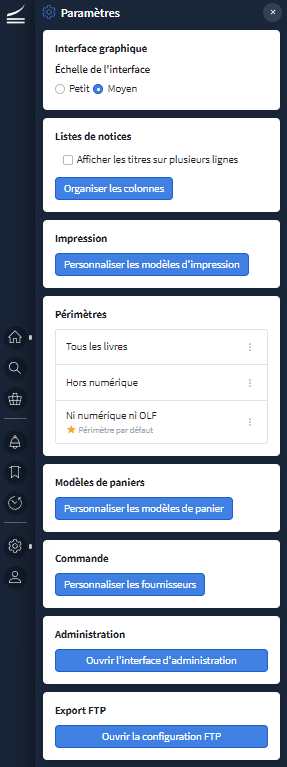 Paramètres
Interface graphique
Échelle de l'interface
Petit Moyen
Listes de notices
Afficher les titres sur plusieurs lignes
Organiser les colonnes
Impression
Personnaliser les modèles d'impression
Périmètres
Tous les livres
Hors numérique
Ni numérique ni OLF
Périmètre par défaut
Modèles de paniers
Personnaliser les modèles de panier
Commande
Personnaliser les fournisseurs
Administration
Ouvrir l'interface d'administration
Export FTP
Ouvrir la configuration FTP